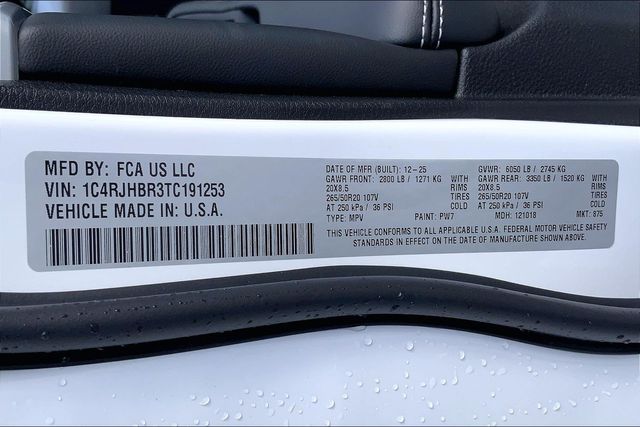 MFD BY: FCA US LLC
VIN: 1C4RJHBR3TC191253
VEHICLE MADE IN: U.S.A.
DATE OF MFR (BUILT): 12-25 GVWR: 6050 LB / 2745 KG
GAWR FRONT: 2800 LB / 1271 KG GAWR REAR: 3350 LB / 1520 KG
20X8.5 RIMS 20X8.5 RIMS
265/50R20 107V TIRES 265/50R20 107V TIRES
AT 250 kPa / 36 PSI COLD AT 250 kPa / 36 PSI COLD
TYPE: MPV PAINT: PW7 MDH: 121018 MKT: 875
THIS VEHICLE CONFORMS TO ALL APPLICABLE U.S.A. FEDERAL MOTOR VEHICLE SAFETY
STANDARDS IN EFFECT ON THE DATE OF MANUFACTURE SHOWN ABOVE.